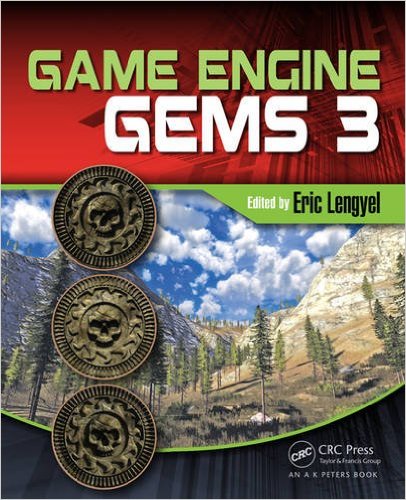 GAME ENGINE
GEMS 3
Edited by Eric Lengyel
CRC
CRC Press
Taylor & Francis Group
AN A K PETERS BOOK